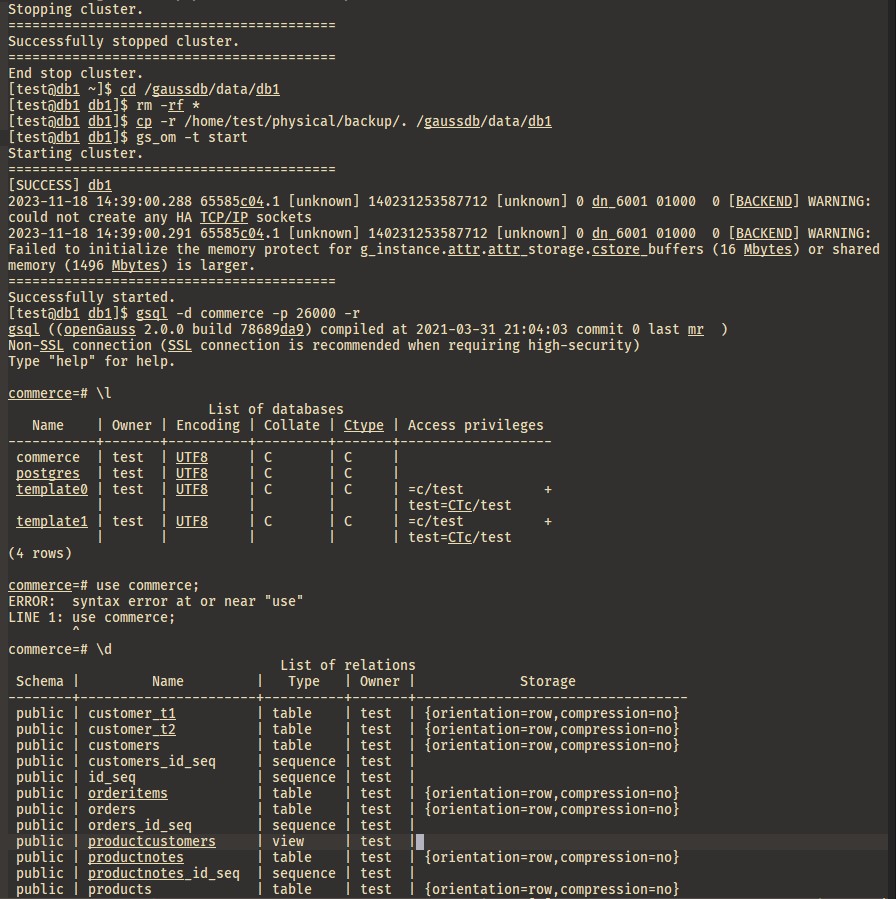 Stopping cluster.
=========================================
Successfully stopped cluster.
=========================================
End stop cluster.
[test@db1 ~]$ cd /gaussdb/data/db1
[test@db1 db1]$ rm -rf *
[test@db1 db1]$ cp -r /home/test/physical/backup/. /gaussdb/data/db1
[test@db1 db1]$ gs_om -t start
Starting cluster.
=========================================
[SUCCESS] db1
2023-11-18 14:39:00.288 65585c04.1 [unknown] 140231253587712 [unknown] 0 dn_6001 01000  0 [BACKEND] WARNING:
could not create any HA TCP/IP sockets
2023-11-18 14:39:00.291 65585c04.1 [unknown] 140231253587712 [unknown] 0 dn_6001 01000  0 [BACKEND] WARNING:
Failed to initialize the memory protect for g_instance.attr.attr_storage.cstore_buffers (16 Mbytes) or shared
memory (1496 Mbytes) is larger.
=========================================
Successfully started.
[test@db1 db1]$ gsql -d commerce -p 26000 -r
gsql ((openGauss 2.0.0 build 78689da9) compiled at 2021-03-31 21:04:03 commit 0 last mr  )
Non-SSL connection (SSL connection is recommended when requiring high-security)
Type "help" for help.
commerce=# \l
                         List of databases
   Name    | Owner | Encoding | Collate | Ctype | Access privileges
-----------+-------+----------+---------+-------+-------------------
 commerce  | test  | UTF8     | C       | C     |
 postgres  | test  | UTF8     | C       | C     |
 template0 | test  | UTF8     | C       | C     | =c/test          +
           |       |          |         |       | test=CTc/test
 template1 | test  | UTF8     | C       | C     | =c/test          +
           |       |          |         |       | test=CTc/test
(4 rows)
commerce=# use commerce;
ERROR:  syntax error at or near "use"
LINE 1: use commerce;
        ^
commerce=# \d
                                  List of relations
 Schema |         Name         |   Type   | Owner |             Storage
--------+----------------------+----------+-------+----------------------------------
 public | customer_t1          | table    | test  | {orientation=row,compression=no}
 public | customer_t2          | table    | test  | {orientation=row,compression=no}
 public | customers            | table    | test  | {orientation=row,compression=no}
 public | customers_id_seq     | sequence | test  |
 public | id_seq               | sequence | test  |
 public | orderitems           | table    | test  | {orientation=row,compression=no}
 public | orders               | table    | test  | {orientation=row,compression=no}
 public | orders_id_seq        | sequence | test  |
 public | productcustomers     | view     | test  |
 public | productnotes         | table    | test  | {orientation=row,compression=no}
 public | productnotes_id_seq  | sequence | test  |
 public | products             | table    | test  | {orientation=row,compression=no}